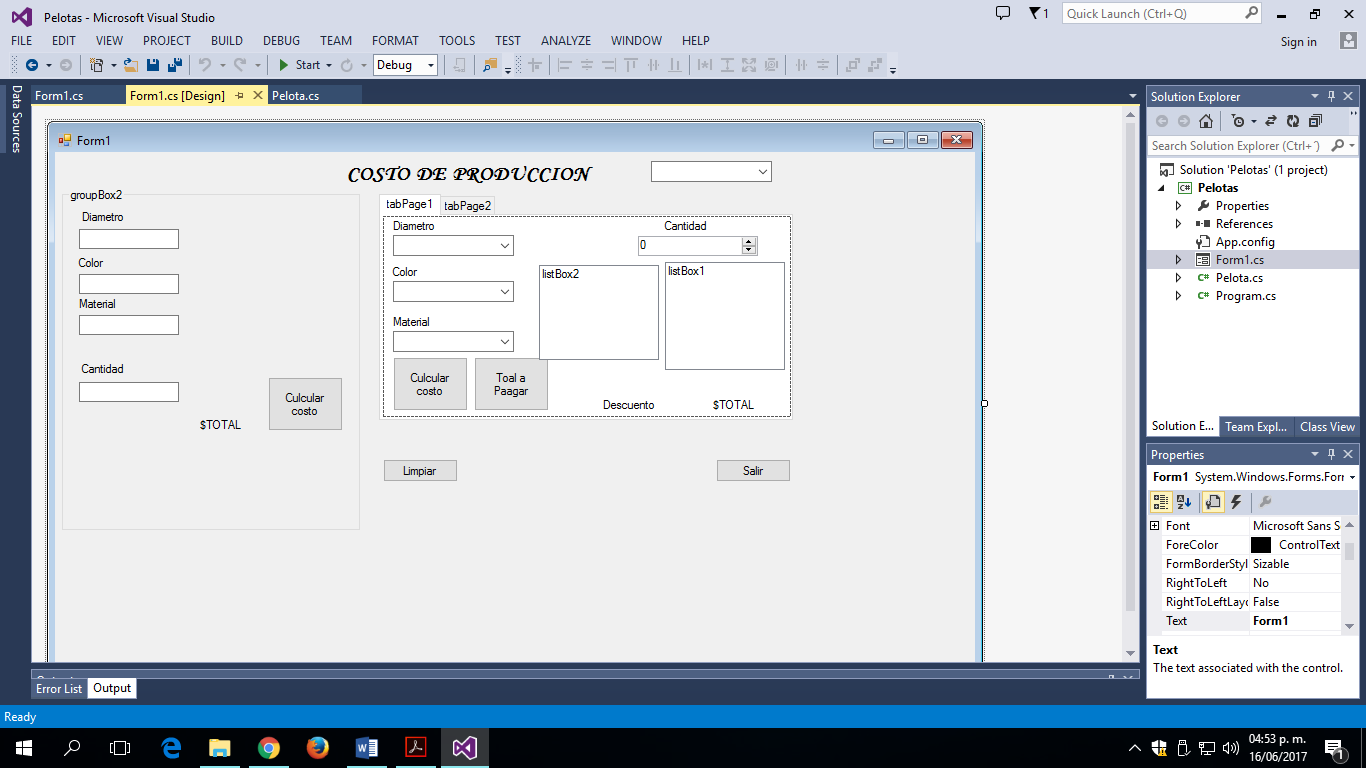 Pelotas - Microsoft Visual Studio
1
Quick Launch (Ctrl+Q)
FILE EDIT VIEW PROJECT BUILD DEBUG TEAM FORMAT TOOLS TEST ANALYZE WINDOW HELP
Sign in
Start
Debug
Data Sources
Form1.cs
Form1.cs [Design]
Pelota.cs
Form1
COSTO DE PRODUCCION
groupBox2
Diametro
Color
Material
Cantidad
Culcular
costo
$TOTAL
tabPage1
tabPage2
Diametro
Cantidad
0
Color
listBox2
listBox1
Material
Culcular
costo
Toal a
Paagar
Descuento
$TOTAL
Limpiar
Salir
Solution Explorer
Search Solution Explorer (Ctrl+´)
Solution 'Pelotas' (1 project)
C#
Pelotas
Properties
References
App.config
Form1.cs
C# Pelota.cs
C# Program.cs
Solution E...
Team Expl...
Class View
Properties
Form1 System.Windows.Forms.Forr
Font Microsoft Sans S
ForeColor ControlText
FormBorderStyl Sizable
RightToLeft No
RightToLeftLayo False
Text Form1
Text
The text associated with the control.
Error List
Output
Ready
04:53 p. m.
16/06/2017
1